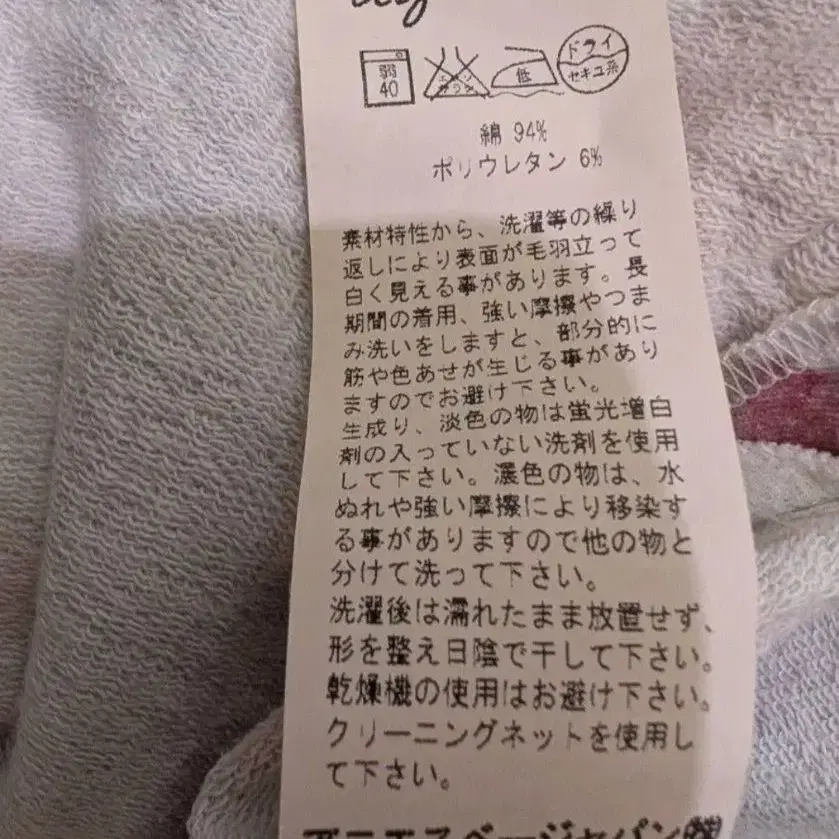 弱
40
エンソ
サラシ
低
ドライ
セキユ系
綿 94%
ポリウレタン 6%
素材特性から、洗濯等の繰り
返しにより表面が毛羽立って
白く見える事があります。長
期間の着用、強い摩擦やつま
み洗いをしますと、部分的に
筋や色あせが生じる事があり
ますのでお避け下さい。
生成り、淡色の物は蛍光増白
剤の入っていない洗剤を使用
して下さい。濃色の物は、水
ぬれや強い摩擦により移染す
る事がありますので他の物と
分けて洗って下さい。
洗濯後は濡れたまま放置せず、
形を整え日陰で干して下さい。
乾燥機の使用はお避け下さい。
クリーニングネットを使用し
て下さい。